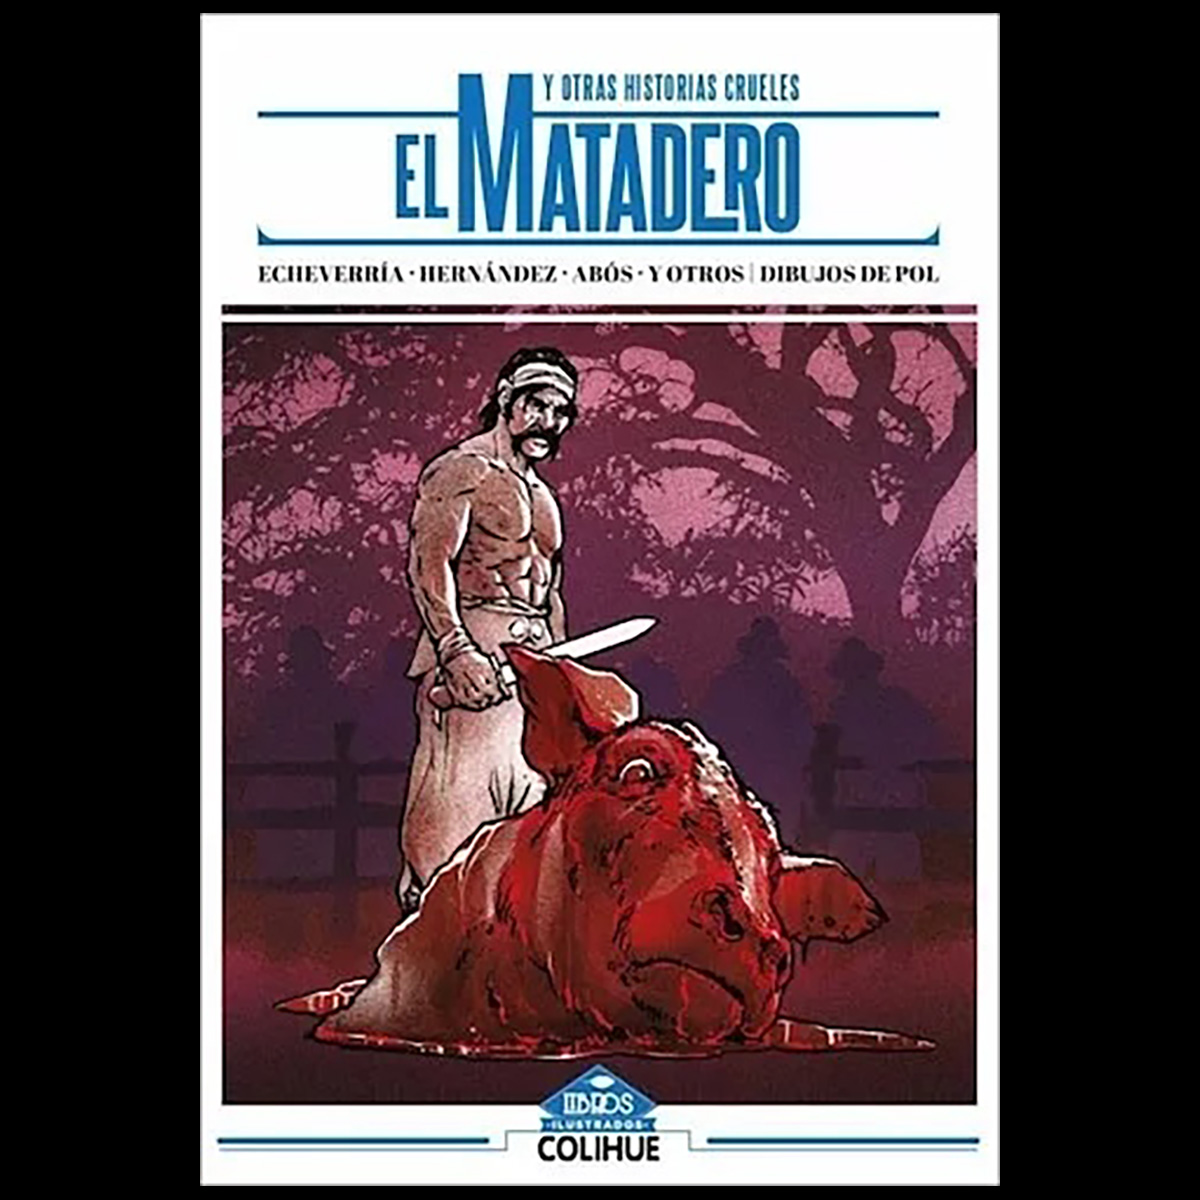 Y OTRAS HISTORIAS CRUELES
EL MATADERO
ECHEVERRÍA · HERNÁNDEZ · ABÓS · Y OTROS | DIBUJOS DE POL
LIBROS
·ILUSTRADOS·
COLIHUE